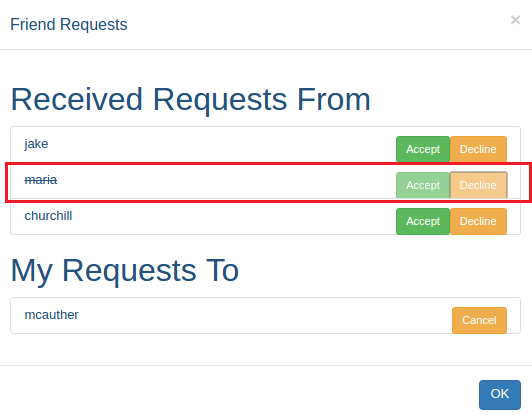 Friend Requests ×
Received Requests From
jake Accept Decline
maria Accept Decline
churchill Accept Decline
My Requests To
mcauther Cancel
OK